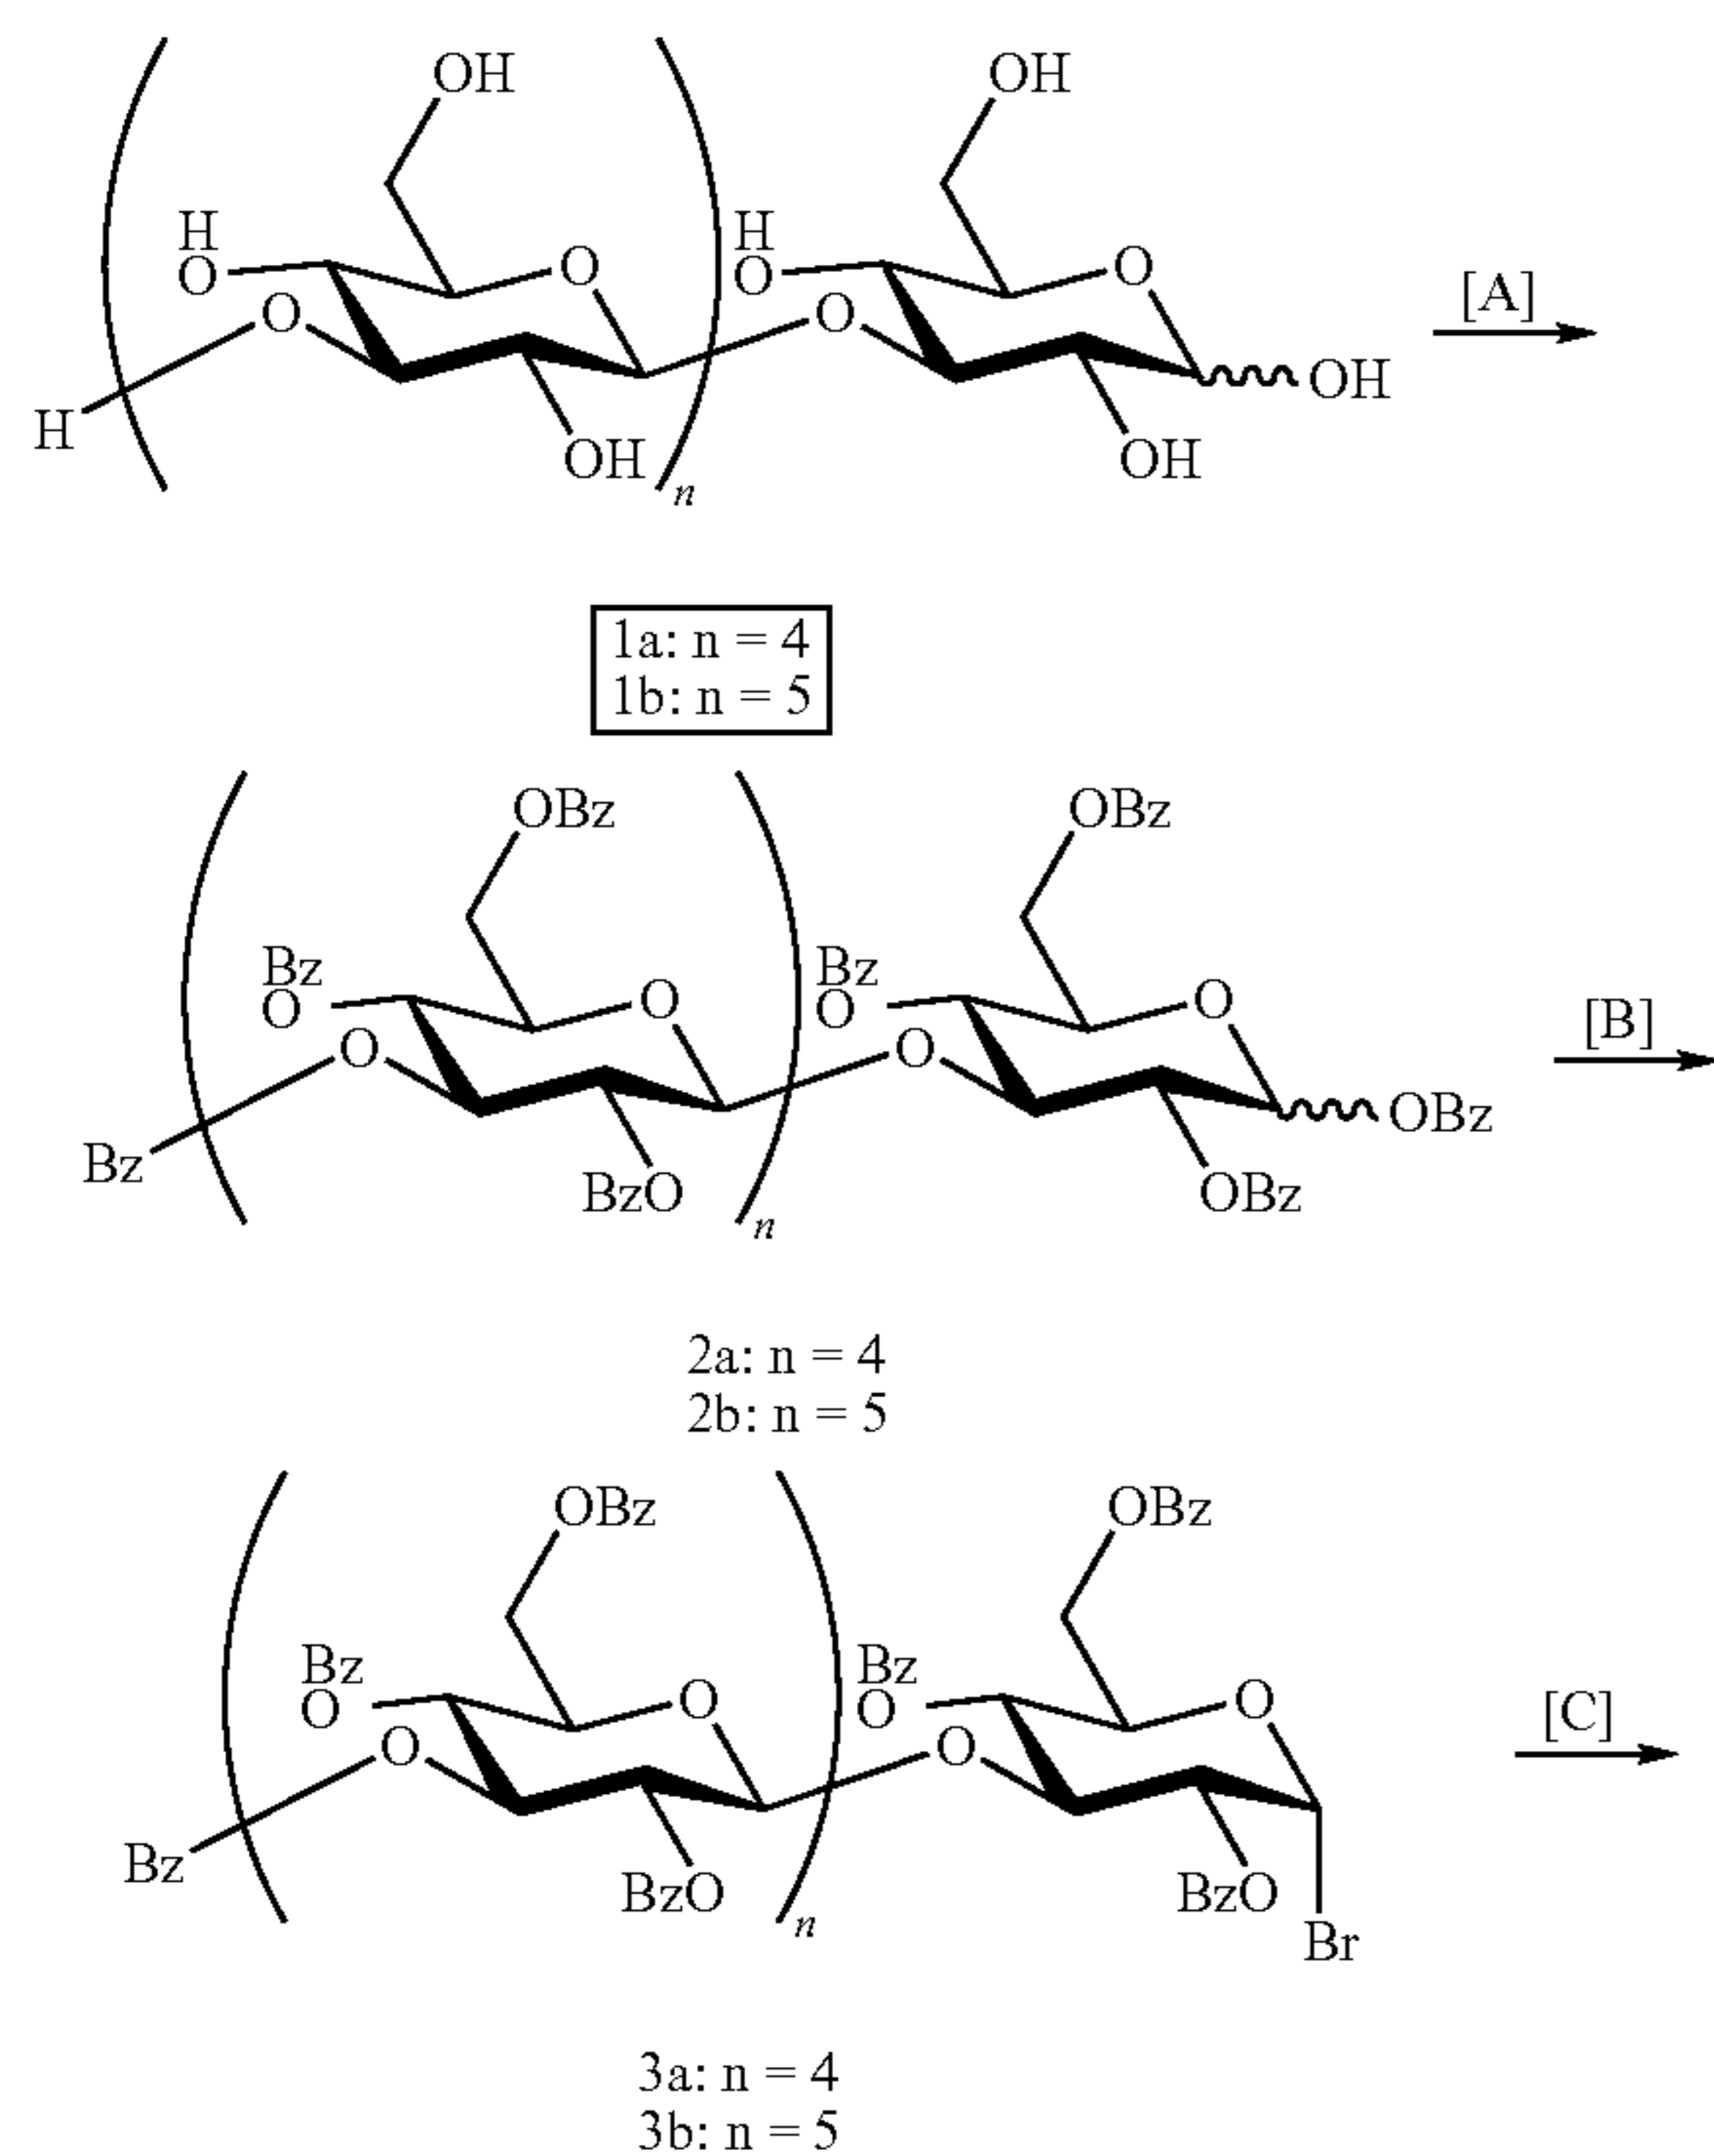 OH OH
H H
O O O O
O O [A]
OH
H
OH OH
n
1a: n = 4
1b: n = 5
OBz OBz
Bz Bz
O O O O
O O [B]
OBz
Bz
BzO OBz
n
2a: n = 4
2b: n = 5
OBz OBz
Bz Bz
O O O O
O O [C]
Bz
BzO BzO
n
Br
3a: n = 4
3b: n = 5